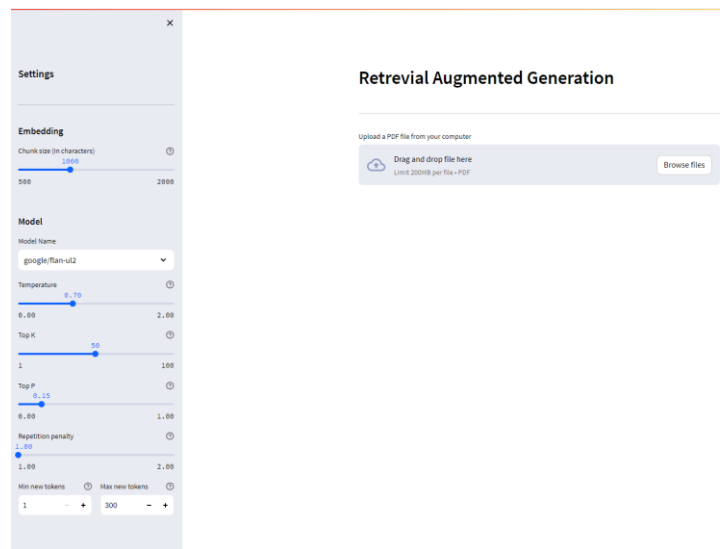 ×
Settings
Embedding
Chunk size (in characters)
1000
500 2000
Model
Model Name
google/flan-ul2
Temperature
0.70
0.00 2.00
Top K
50
1 100
Top P
0.15
0.00 1.00
Repetition penalty
1.00
1.00 2.00
Min new tokens Max new tokens
1 - + 300 - +
Retrevial Augmented Generation
Upload a PDF file from your computer
Drag and drop file here
Limit 200MB per file • PDF
Browse files